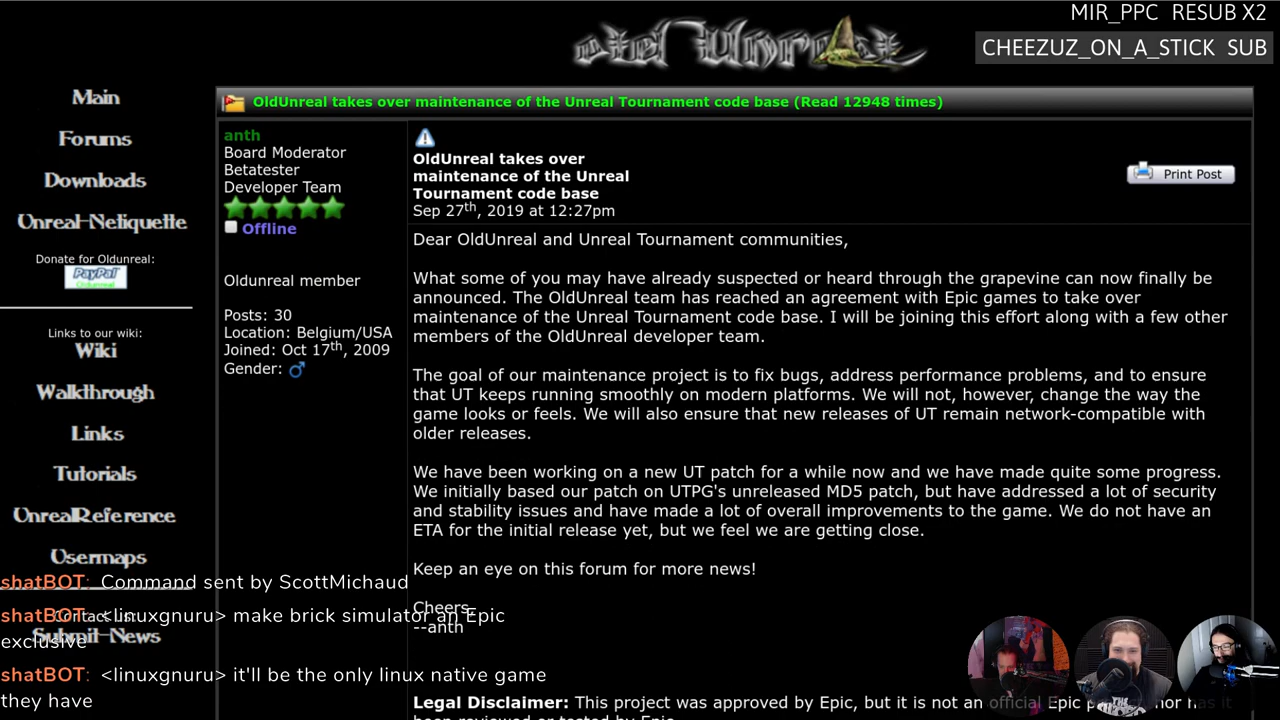 MIR_PPC RESUB X2
CHEEZUZ_ON_A_STICK SUB
old Unreal
Main
Forums
Downloads
Unreal-Netiquette
Donate for Oldunreal:
PayPal
Oldunreal
Links to our wiki:
Wiki
Walkthrough
Links
Tutorials
UnrealReference
Usermaps
Submit-News
OldUnreal takes over maintenance of the Unreal Tournament code base (Read 12948 times)
anth
Board Moderator
Betatester
Developer Team
Offline
Oldunreal member
Posts: 30
Location: Belgium/USA
Joined: Oct 17th, 2009
Gender:
OldUnreal takes over
maintenance of the Unreal
Tournament code base
Sep 27th, 2019 at 12:27pm
Print Post
Dear OldUnreal and Unreal Tournament communities,
What some of you may have already suspected or heard through the grapevine can now finally be
announced. The OldUnreal team has reached an agreement with Epic games to take over
maintenance of the Unreal Tournament code base. I will be joining this effort along with a few other
members of the OldUnreal developer team.
The goal of our maintenance project is to fix bugs, address performance problems, and to ensure
that UT keeps running smoothly on modern platforms. We will not, however, change the way the
game looks or feels. We will also ensure that new releases of UT remain network-compatible with
older releases.
We have been working on a new UT patch for a while now and we have made quite some progress.
We initially based our patch on UTPG's unreleased MD5 patch, but have addressed a lot of security
and stability issues and have made a lot of overall improvements to the game. We do not have an
ETA for the initial release yet, but we feel we are getting close.
Keep an eye on this forum for more news!
Cheers,
--anth
Legal Disclaimer: This project was approved by Epic, but it is not an official Epic nor has it
been reviewed or tested by Epic.
shatBOT: Command sent by ScottMichaud
shatBOT: <linuxgnuru> make brick simulator an Epic
exclusive
shatBOT: <linuxgnuru> it'll be the only linux native game
they have